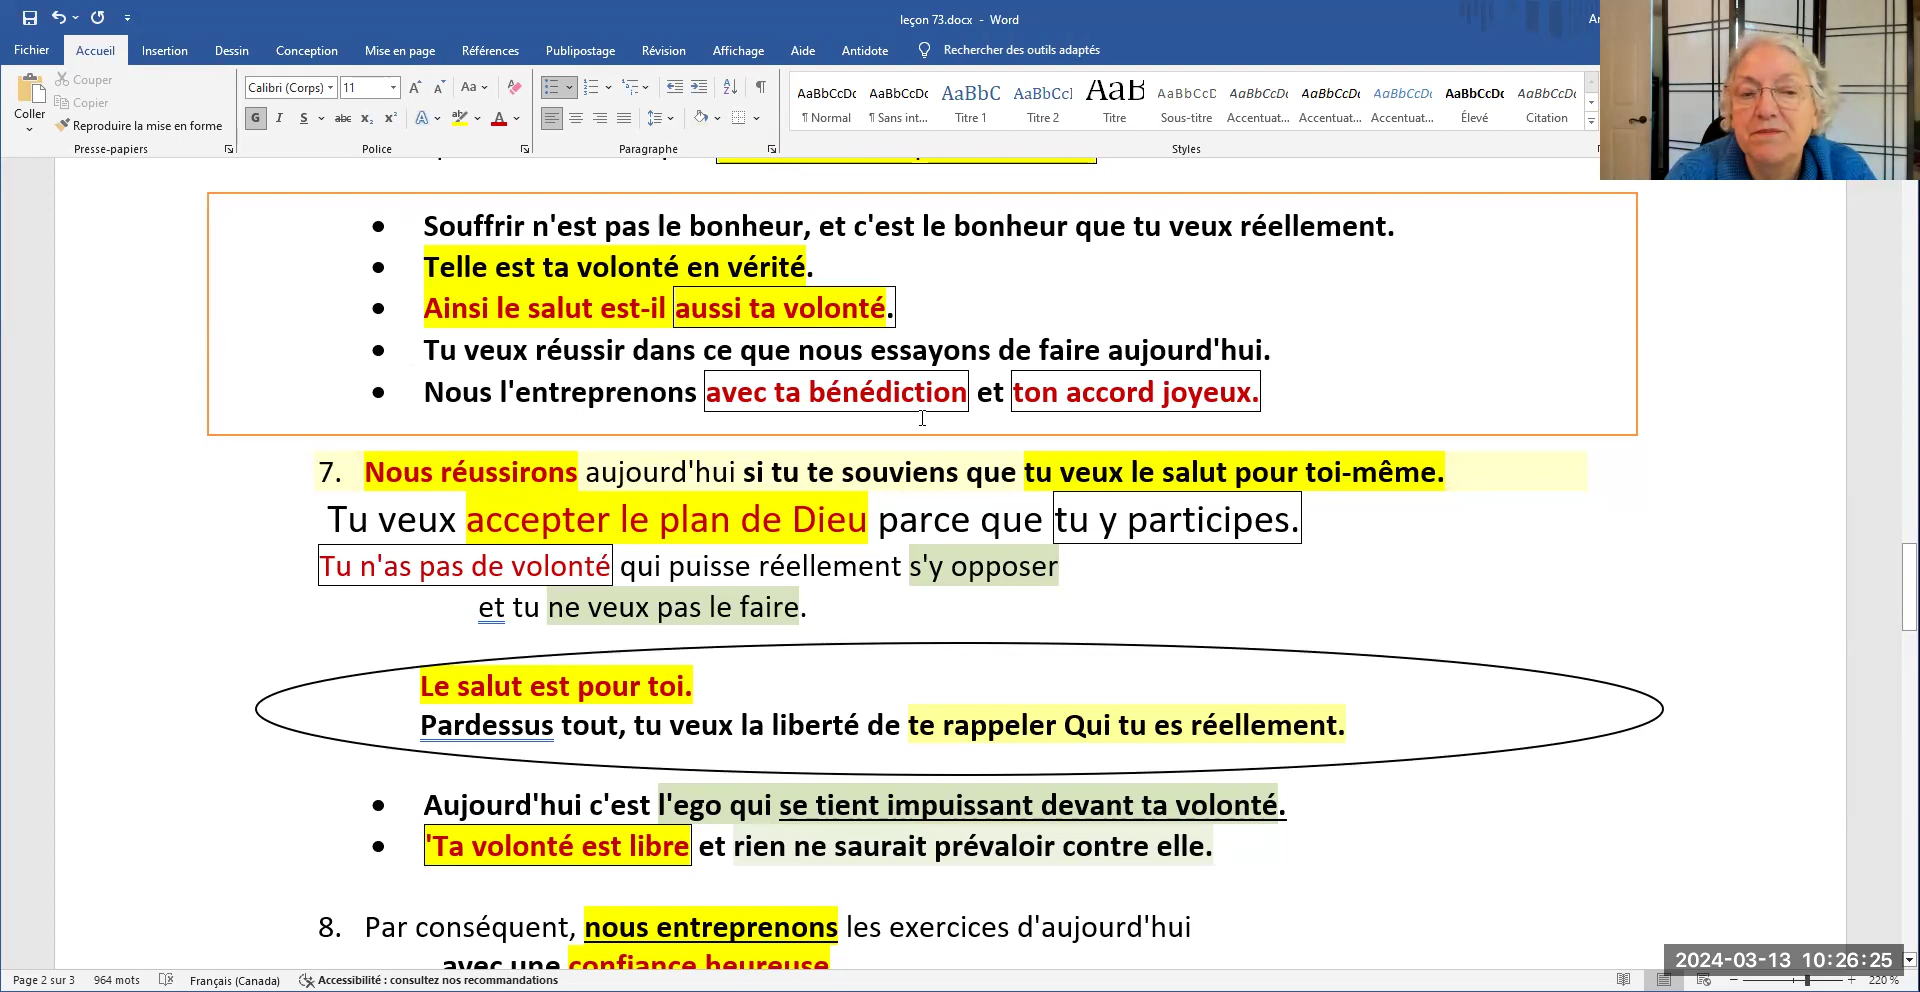 leçon 73.docx - Word
Fichier Accueil Insertion Dessin Conception Mise en page Références Publipostage Révision Affichage Aide Antidote Rechercher des outils adaptés
Coller
Couper
Copier
Reproduire la mise en forme
Presse-papiers
Calibri (Corps) 11
Police
Paragraphe
AaBbCcDc AaBbCcDc AaBbC AaBbCcI AaB AaBbCcD AaBbCcDc AaBbCcDc AaBbCcDc AaBbCcDc AaBbCcDc
¶ Normal ¶ Sans int... Titre 1 Titre 2 Titre Sous-titre Accentuat... Accentuat... Accentuat... Élevé Citation
Styles
• Souffrir n'est pas le bonheur, et c'est le bonheur que tu veux réellement.
• Telle est ta volonté en vérité.
• Ainsi le salut est-il aussi ta volonté.
• Tu veux réussir dans ce que nous essayons de faire aujourd'hui.
• Nous l'entreprenons avec ta bénédiction et ton accord joyeux.
7. Nous réussirons aujourd'hui si tu te souviens que tu veux le salut pour toi-même.
Tu veux accepter le plan de Dieu parce que tu y participes.
Tu n'as pas de volonté qui puisse réellement s'y opposer
et tu ne veux pas le faire.
Le salut est pour toi.
Pardessus tout, tu veux la liberté de te rappeler Qui tu es réellement.
• Aujourd'hui c'est l'ego qui se tient impuissant devant ta volonté.
• 'Ta volonté est libre et rien ne saurait prévaloir contre elle.
8. Par conséquent, nous entreprenons les exercices d'aujourd'hui
avec une confiance heureuse
2024-03-13 10:26:25
Page 2 sur 3 964 mots Français (Canada) Accessibilité : consultez nos recommandations 220 %